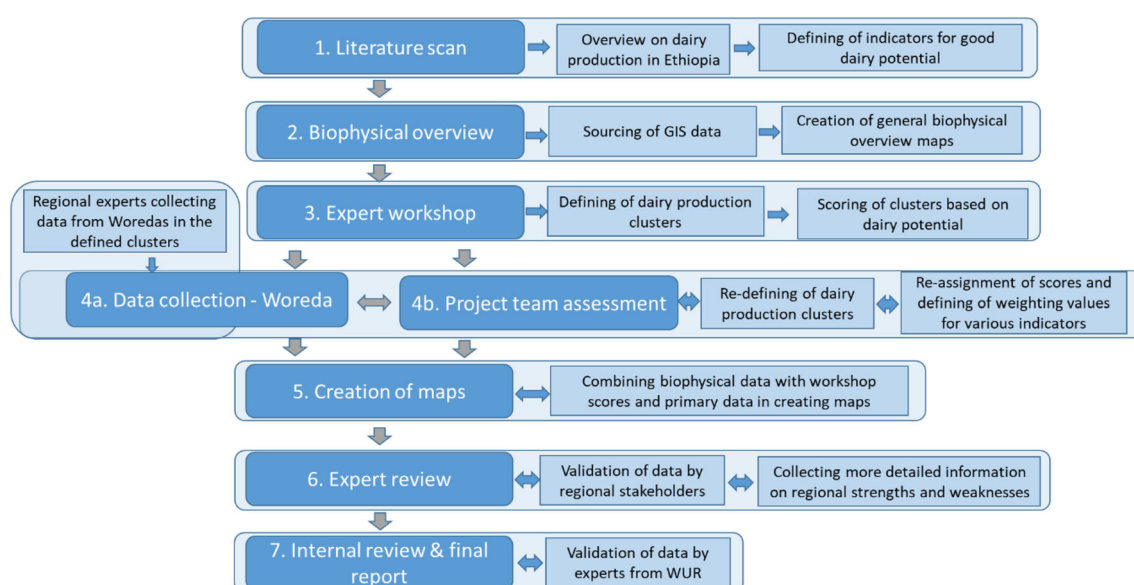 1. Literature scan
Overview on dairy
production in Ethiopia
Defining of indicators for good
dairy potential
2. Biophysical overview
Sourcing of GIS data
Creation of general biophysical
overview maps
Regional experts collecting
data from Woredas in the
defined clusters
3. Expert workshop
Defining of dairy production
clusters
Scoring of clusters based on
dairy potential
4a. Data collection - Woreda
4b. Project team assessment
Re-defining of dairy
production clusters
Re-assignment of scores and
defining of weighting values
for various indicators
5. Creation of maps
Combining biophysical data with workshop
scores and primary data in creating maps
6. Expert review
Validation of data by
regional stakeholders
Collecting more detailed information
on regional strengths and weaknesses
7. Internal review & final
report
Validation of data by
experts from WUR